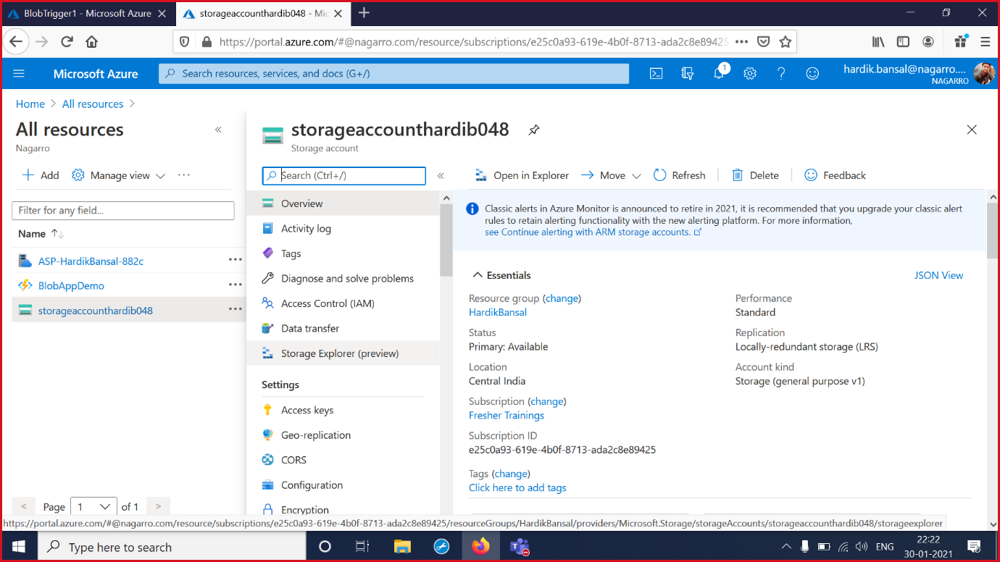 BlobTrigger1 - Microsoft Azure
storageaccounthardib048 - Mic
https://portal.azure.com/#@nagarro.com/resource/subscriptions/e25c0a93-619e-4b0f-8713-ada2c8e89425
Microsoft Azure
Search resources, services, and docs (G+/)
1
hardik.bansal@nagarro....
NAGARRO
Home > All resources >
All resources
Nagarro
+ Add
Manage view
...
Filter for any field...
Name ↑↓
ASP-HardikBansal-882c
BlobAppDemo
storageaccounthardib048
< Page 1 of 1 >
storageaccounthardib048
Storage account
Search (Ctrl+/)
«
Overview
Activity log
Tags
Diagnose and solve problems
Access Control (IAM)
Data transfer
Storage Explorer (preview)
Settings
Access keys
Geo-replication
CORS
Configuration
Encryption
Open in Explorer
Move
Refresh
Delete
Feedback
Classic alerts in Azure Monitor is announced to retire in 2021, it is recommended that you upgrade your classic alert
rules to retain alerting functionality with the new alerting platform. For more information,
see Continue alerting with ARM storage accounts.
Essentials
JSON View
Resource group (change)
HardikBansal
Status
Primary: Available
Location
Central India
Subscription (change)
Fresher Trainings
Subscription ID
e25c0a93-619e-4b0f-8713-ada2c8e89425
Tags (change)
Click here to add tags
Performance
Standard
Replication
Locally-redundant storage (LRS)
Account kind
Storage (general purpose v1)
https://portal.azure.com/#@nagarro.com/resource/subscriptions/e25c0a93-619e-4b0f-8713-ada2c8e89425/resourceGroups/HardikBansal/providers/Microsoft.Storage/storageAccounts/storageaccounthardib048/storageexplorer
Type here to search
ENG
22:22
30-01-2021